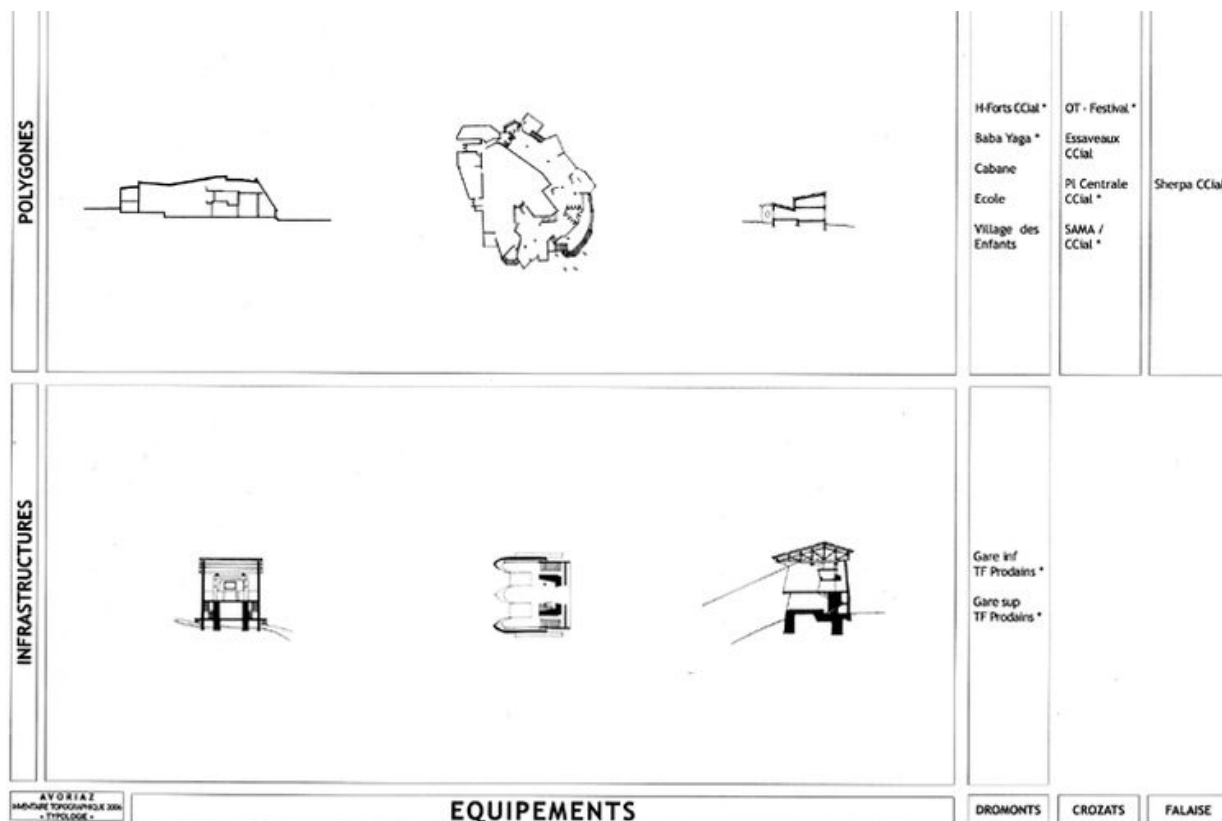 POLYGONES
H-Forts CCial *
Baba Yaga *
Cabane
Ecole
Village des
Enfants
OT - Festival *
Essaveaux
CCial
Pl Centrale
CCial *
SAMA /
CCial *
Sherpa CCial
INFRASTRUCTURES
Gare inf
TF Prodains *
Gare sup
TF Prodains *
AVORIAZ
INVENTAIRE TOPOGRAPHIQUE 2006
- TYPOLOGIE -
EQUIPEMENTS
DROMONTS
CROZATS
FALAISE